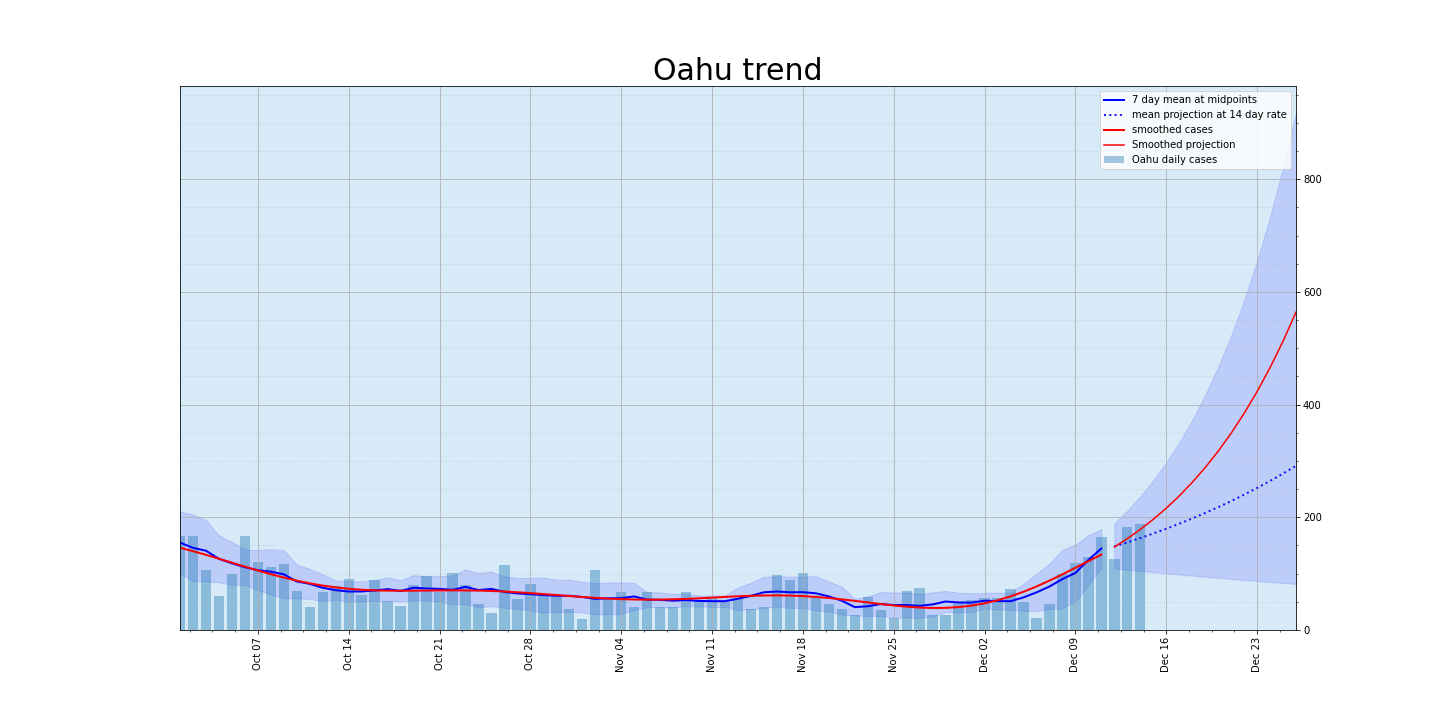 Oahu trend
7 day mean at midpoints
mean projection at 14 day rate
smoothed cases
Smoothed projection
Oahu daily cases
800
600
400
200
0
Oct 07
Oct 14
Oct 21
Oct 28
Nov 04
Nov 11
Nov 18
Nov 25
Dec 02
Dec 09
Dec 16
Dec 23